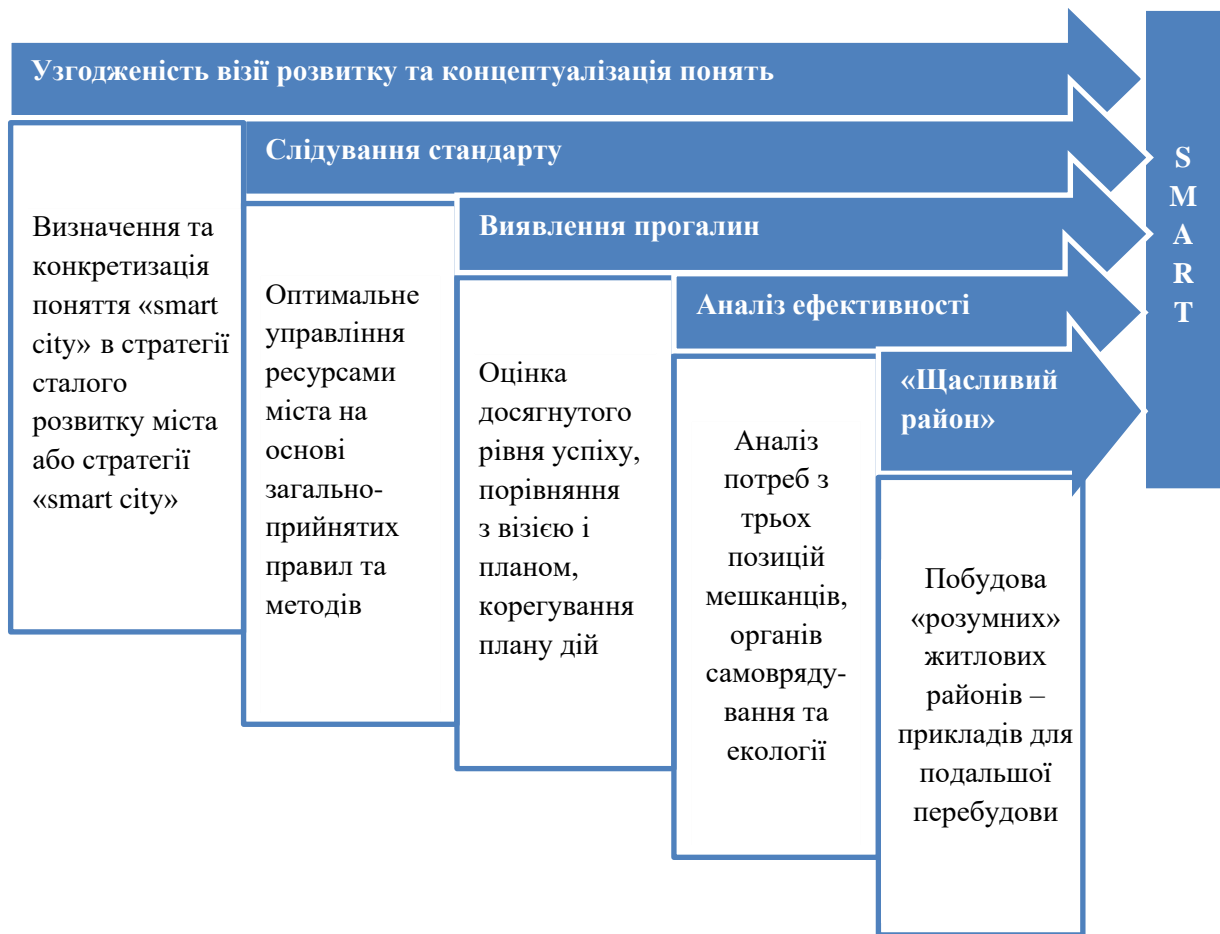 Узгодженість візії розвитку та концептуалізація понять
Визначення та
конкретизація
поняття «smart
city» в стратегії
сталого
розвитку міста
або стратегії
«smart city»
Слідування стандарту
Оптимальне
управління
ресурсами
міста на
основі
загально-
прийнятих
правил та
методів
Виявлення прогалин
Оцінка
досягнутого
рівня успіху,
порівняння
з візією і
планом,
корегування
плану дій
Аналіз ефективності
Аналіз
потреб з
трьох
позицій
мешканців,
органів
самовряду-
вання та
екології
«Щасливий
район»
Побудова
«розумних»
житлових
районів –
прикладів для
подальшої
перебудови
S
M
A
R
T